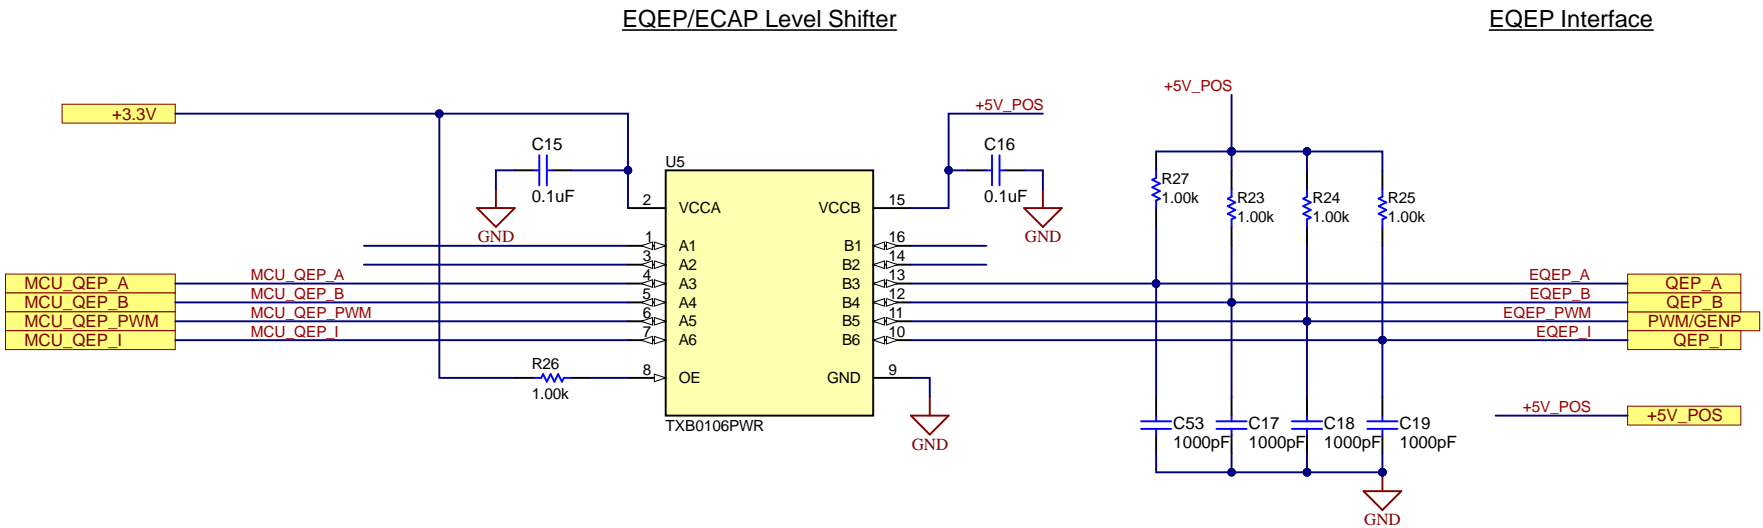 EQEP/ECAP Level Shifter
EQEP Interface
+3.3V
C15
0.1uF
GND
U5
+5V_POS
C16
0.1uF
GND
2 VCCA
VCCB 15
1 A1
B1 16
3 A2
B2 14
MCU_QEP_A
MCU_QEP_A
4 A3
B3 13
MCU_QEP_B
MCU_QEP_B
5 A4
B4 12
MCU_QEP_PWM
MCU_QEP_PWM
6 A5
B5 11
MCU_QEP_I
MCU_QEP_I
7 A6
B6 10
R26
1.00k
8 OE
GND 9
TXB0106PWR
GND
+5V_POS
R27
1.00k
R23
1.00k
R24
1.00k
R25
1.00k
EQEP_A
QEP_A
EQEP_B
QEP_B
EQEP_PWM
PWM/GENP
EQEP_I
QEP_I
+5V_POS
+5V_POS
C53
1000pF
C17
1000pF
C18
1000pF
C19
1000pF
GND